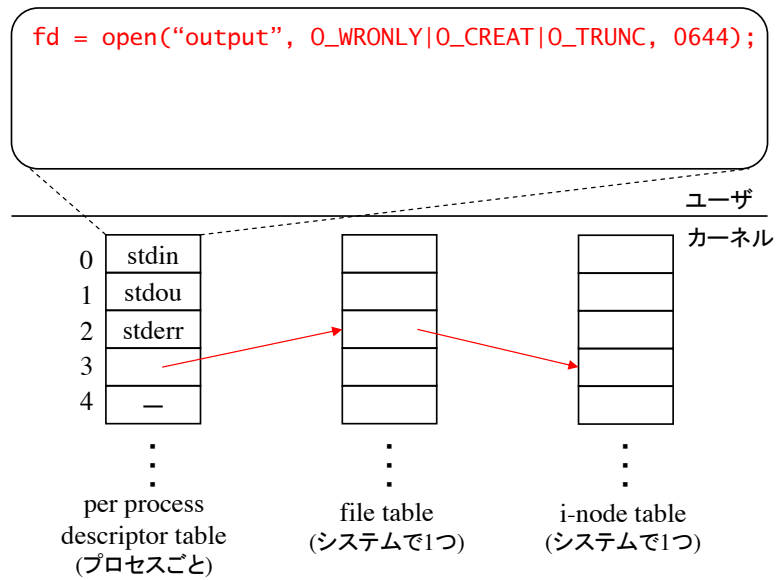 fd = open(“output”, O_WRONLY|O_CREAT|O_TRUNC, 0644);
ユーザ
カーネル
0 stdin
1 stdou
2 stderr
3
4 –
per process
descriptor table
(プロセスごと)
file table
(システムで1つ)
i-node table
(システムで1つ)